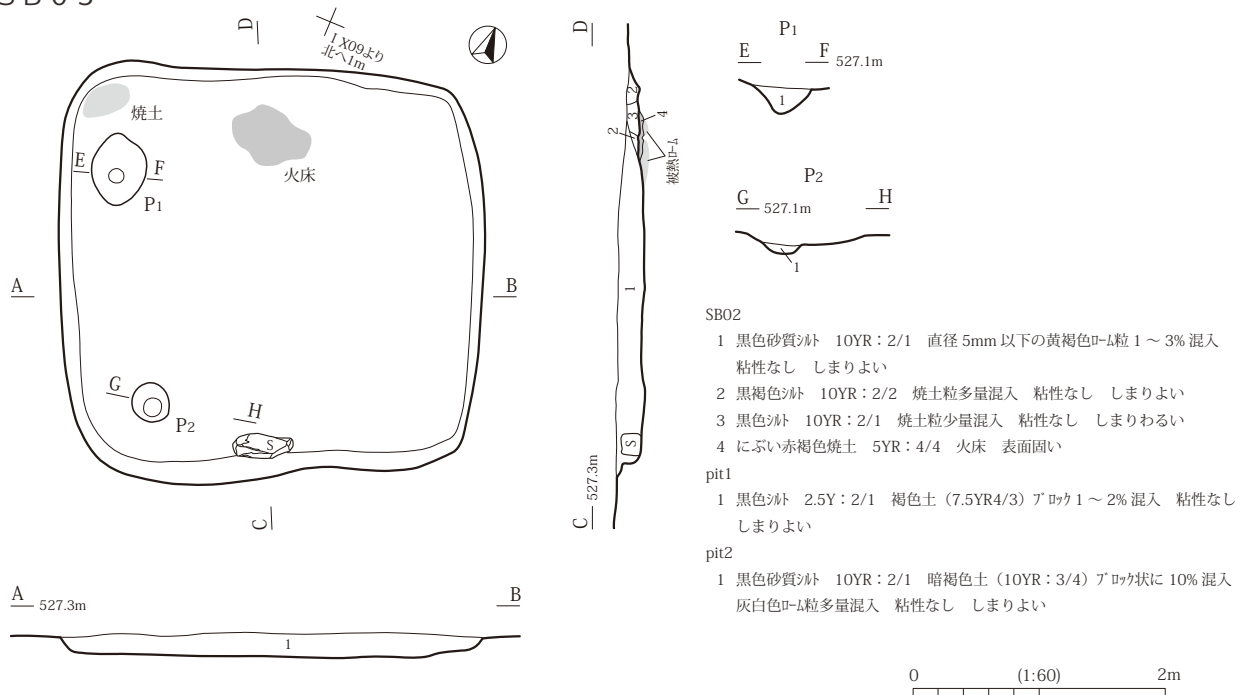 D
I X09より
北へ1m
焼土
火床
E
F
P1
A
B
G
P2
H
S
C
A
527.3m
B
1
D
2
3
4
2
被熱ローム
1
S
C
527.3m
P1
E
F
527.1m
1
P2
G
527.1m
H
1
SB02
1 黒色砂質シルト 10YR：2/1 直径 5mm 以下の黄褐色ローム粒 1 ～ 3% 混入
粘性なし しまりよい
2 黒褐色シルト 10YR：2/2 焼土粒多量混入 粘性なし しまりよい
3 黒色シルト 10YR：2/1 焼土粒少量混入 粘性なし しまりわるい
4 にぶい赤褐色焼土 5YR：4/4 火床 表面固い
pit1
1 黒色シルト 2.5Y：2/1 褐色土（7.5YR4/3）ブロック 1 ～ 2% 混入 粘性なし
しまりよい
pit2
1 黒色砂質シルト 10YR：2/1 暗褐色土（10YR：3/4）ブロック状に 10% 混入
灰白色ローム粒多量混入 粘性なし しまりよい
0 (1:60) 2m